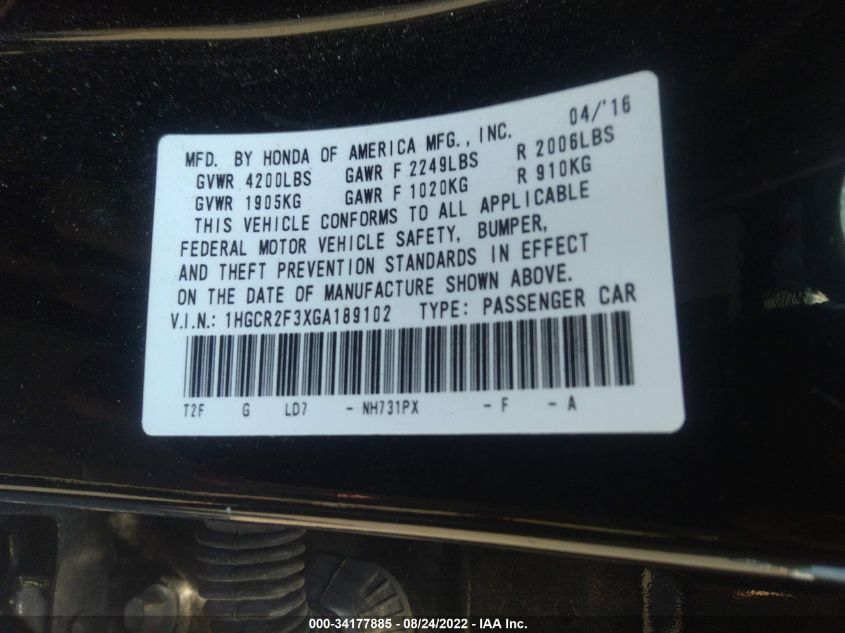 04/'16
MFD. BY HONDA OF AMERICA MFG., INC.
GVWR 4200LBS GAWR F 2249LBS R 2006LBS
GVWR 1905KG GAWR F 1020KG R 910KG
THIS VEHICLE CONFORMS TO ALL APPLICABLE
FEDERAL MOTOR VEHICLE SAFETY, BUMPER,
AND THEFT PREVENTION STANDARDS IN EFFECT
ON THE DATE OF MANUFACTURE SHOWN ABOVE.
V.I.N.: 1HGCR2F3XGA189102 TYPE: PASSENGER CAR
T2F G LD7 - NH731PX - F - A
000-34177885 - 08/24/2022 - IAA Inc.